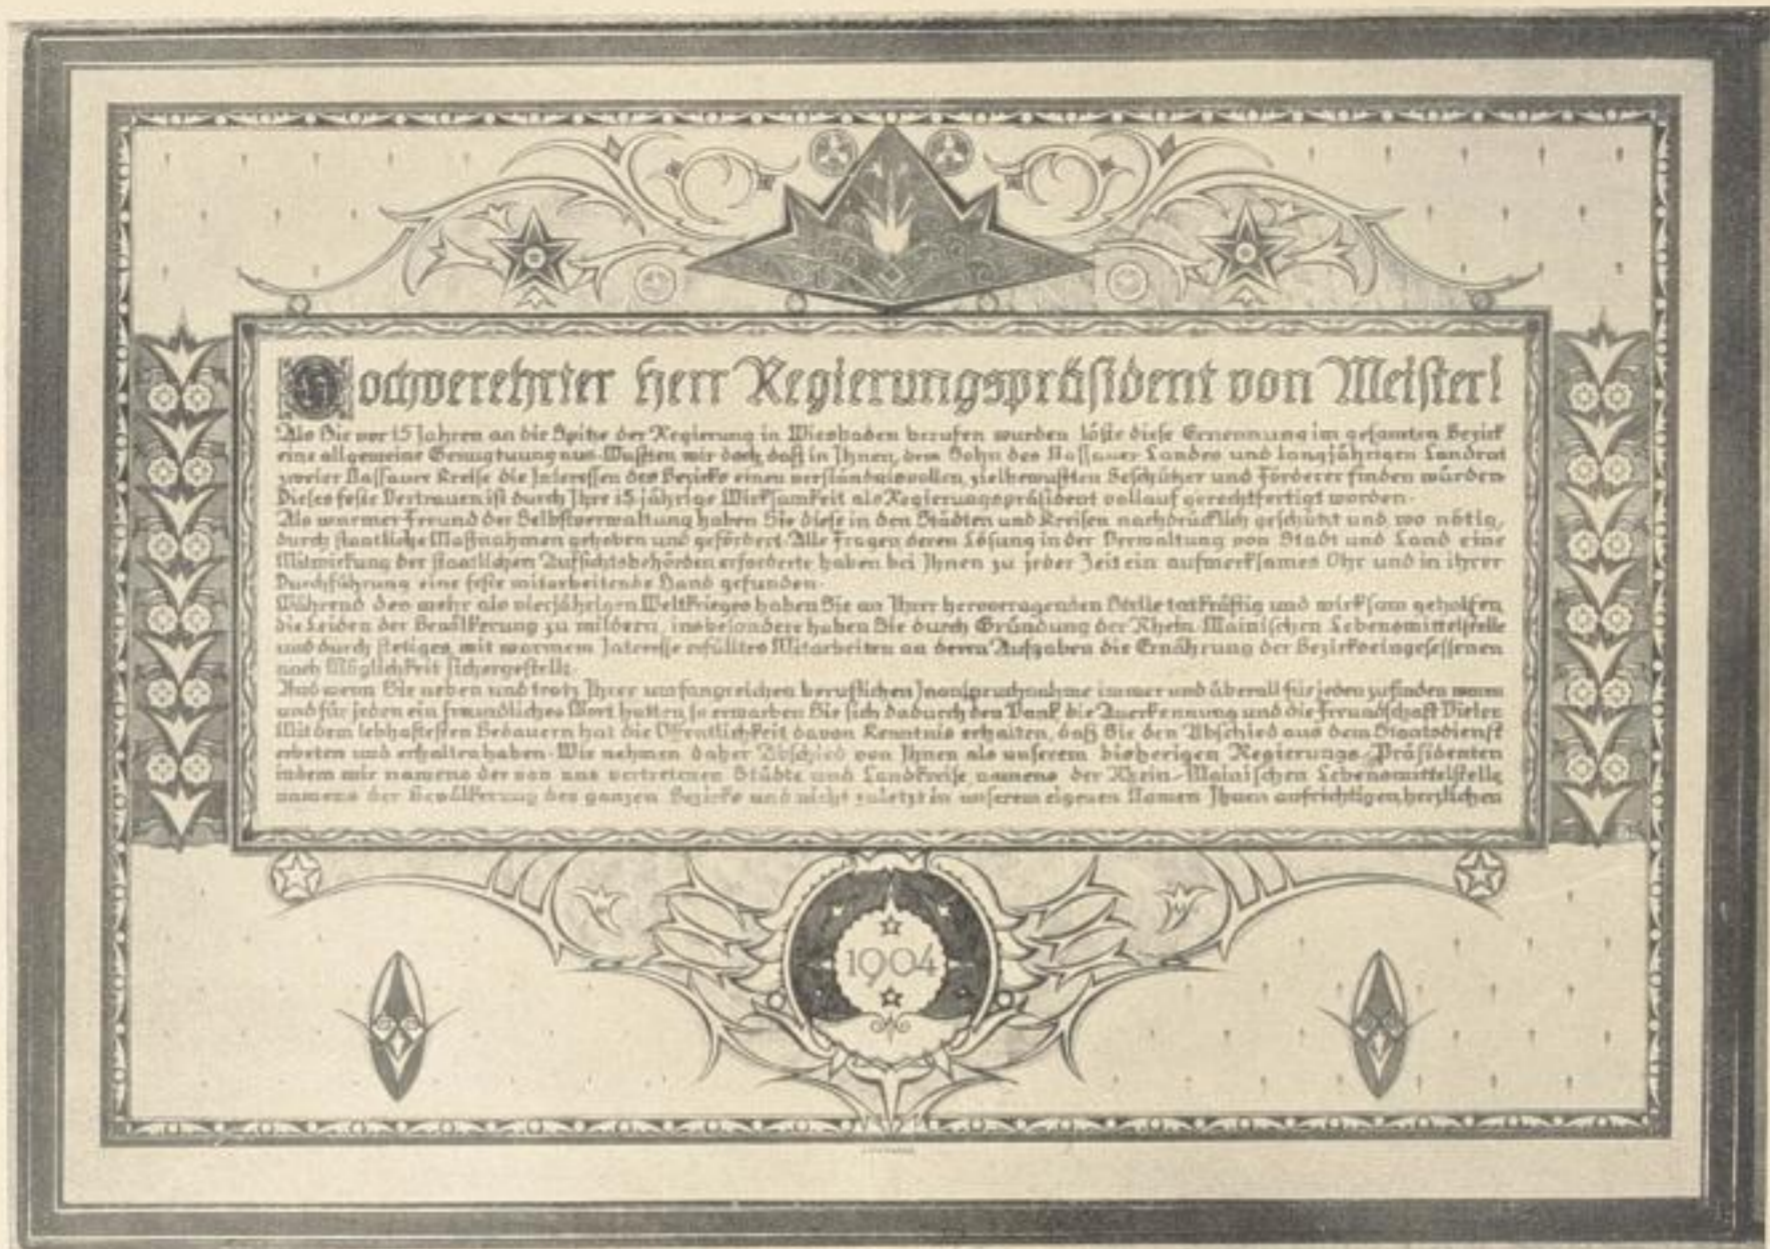 Hochverehrter Herr Regierungspräsident von Meister!
Als Sie vor 15 Jahren an die Spitze der Regierung in Wiesbaden berufen wurden löste diese Ernennung im gesamten Bezirk
eine allgemeine Genugtuung aus. Wußten wir doch, daß in Ihnen, dem Sohn des Nassauer Landes und langjährigen Landrat
zweier Nassauer Kreise die Interessen des Bezirks einen verständnisvollen, zielbewußten Beschützer und Förderer finden würden
Dieses feste Vertrauen ist durch Ihre 15 jährige Wirksamkeit als Regierungspräsident vollauf gerechtfertigt worden.
Als warmer Freund der Selbstverwaltung haben Sie diese in den Städten und Kreisen nachdrücklich geschützt und, wo nötig,
durch staatliche Maßnahmen gehoben und gefördert. Alle Fragen deren Lösung in der Verwaltung von Stadt und Land eine
Mitwirkung der staatlichen Aufsichtsbehörden erforderte haben bei Ihnen zu jeder Zeit ein aufmerksames Ohr und in ihrer
Durchführung eine feste mitarbeitende Hand gefunden.
Während des mehr als vierjährigen Weltkrieges haben Sie an Ihrer hervorragenden Stelle tatkräftig und wirksam geholfen
die Leiden der Bevölkerung zu mildern, insbesondere haben Sie durch Gründung der Rhein-Mainischen Lebensmittelstelle
und durch stetiges, mit warmem Interesse erfülltes Mitarbeiten an deren Aufgaben die Ernährung der Bezirkseingesessenen
nach Möglichkeit sichergestellt.
Und wenn Sie neben und trotz Ihrer umfangreichen beruflichen Inanspruchnahme immer und überall für jeden zu finden waren
und für jeden ein freundliches Wort hatten, so erwarben Sie sich dadurch den Dank, die Anerkennung und die Freundschaft Vieler
Mit dem lebhaftesten Bedauern hat die Öffentlichkeit davon Kenntnis erhalten, daß Sie den Abschied aus dem Staatsdienst
erbeten und erhalten haben. Wir nehmen daher Abschied von Ihnen als unserem bisherigen Regierungs-Präsidenten
indem wir namens der von uns vertretenen Städte und Landkreise, namens der Rhein-Mainischen Lebensmittelstelle
namens der Bevölkerung des ganzen Bezirks und nicht zuletzt in unserem eigenen Namen Ihnen aufrichtigen, herzlichen
1904